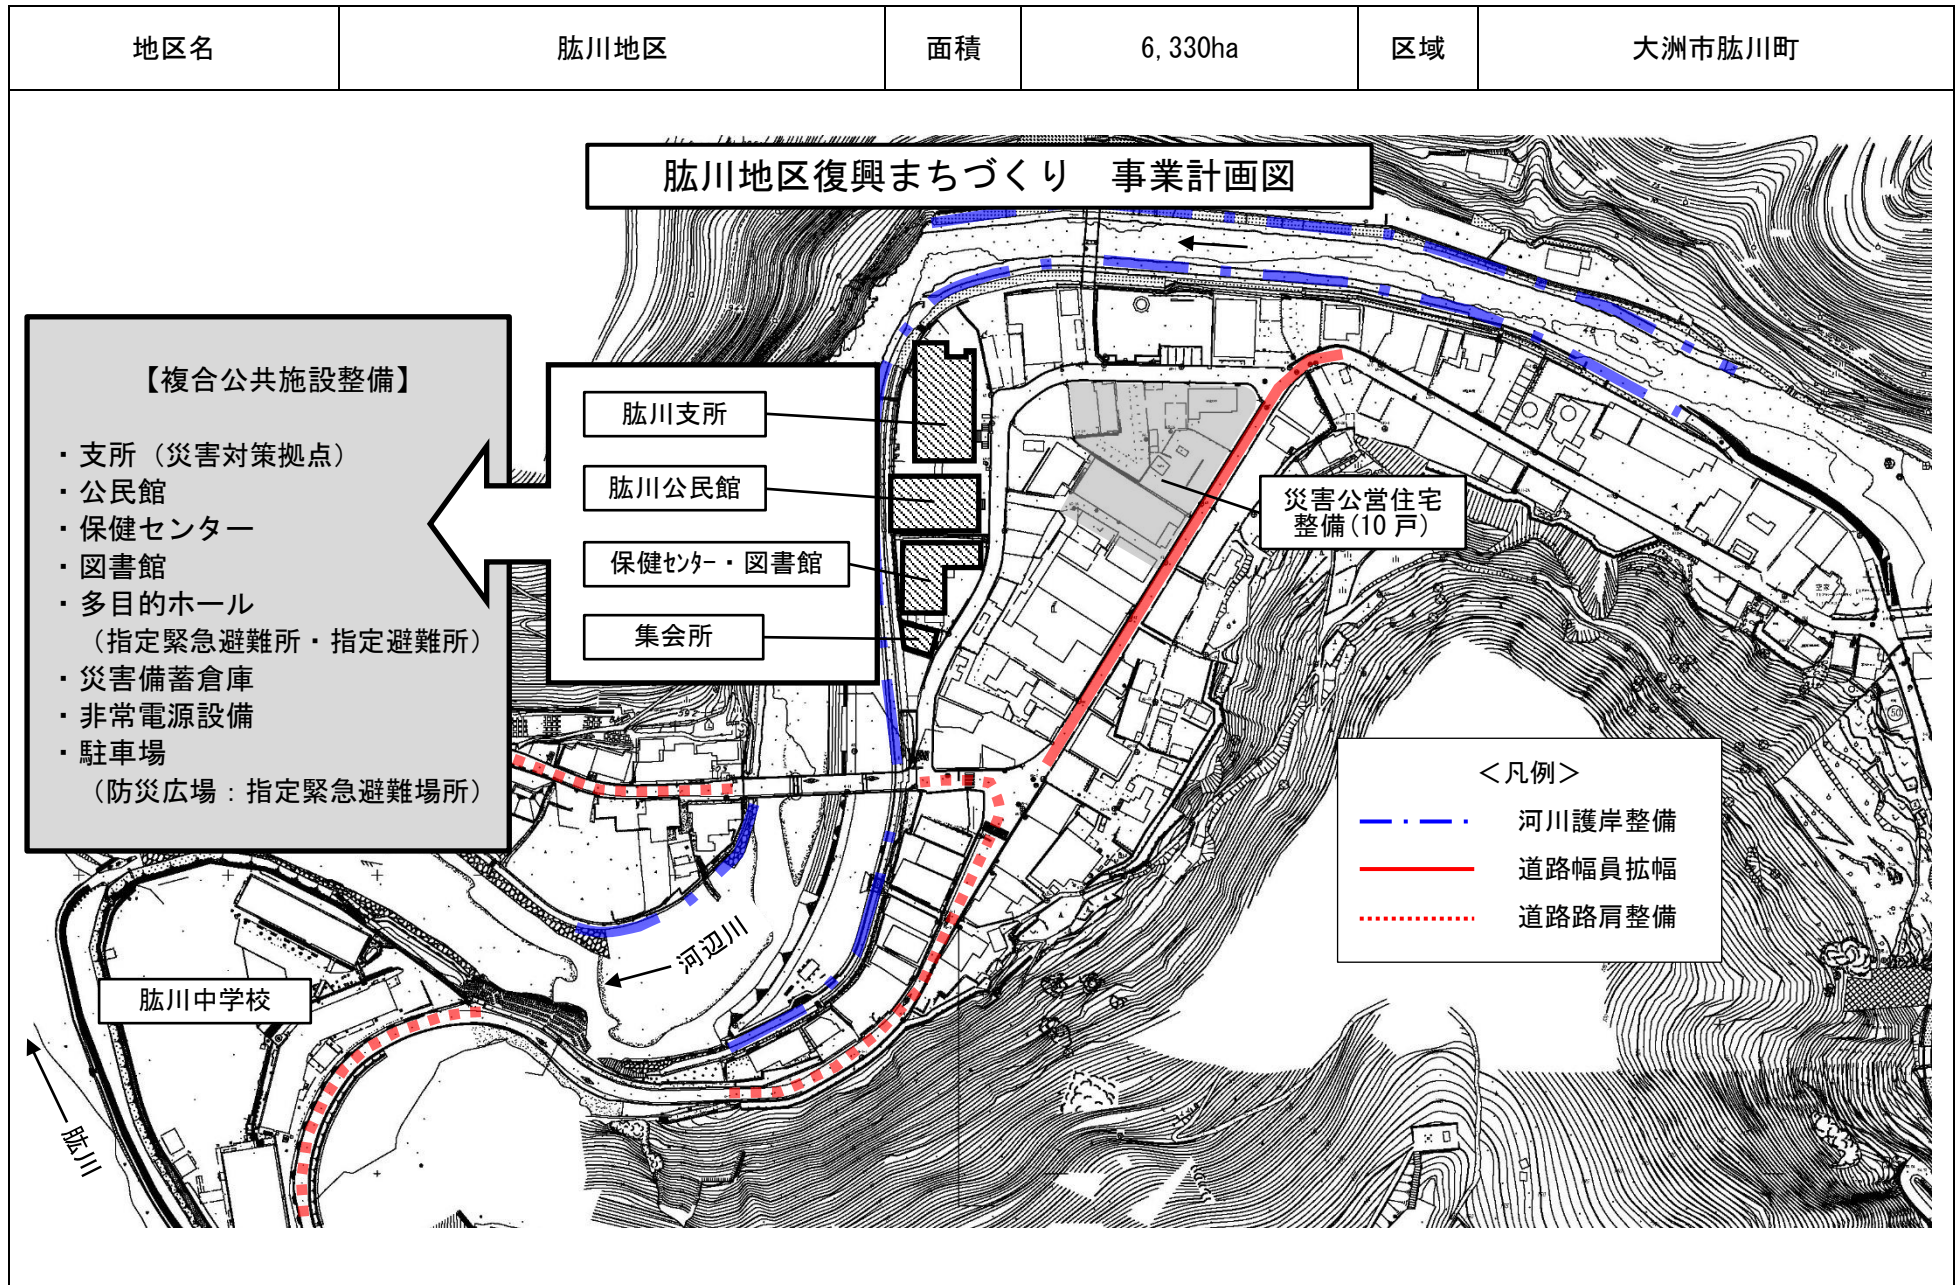 地区名 肱川地区 面積 6,330ha 区域 大洲市肱川町
肱川地区復興まちづくり 事業計画図
【複合公共施設整備】
・支所（災害対策拠点）
・公民館
・保健センター
・図書館
・多目的ホール
（指定緊急避難所・指定避難所）
・災害備蓄倉庫
・非常電源設備
・駐車場
（防災広場：指定緊急避難場所）
肱川支所
肱川公民館
保健ｾﾝﾀｰ・図書館
集会所
災害公営住宅
整備(10戸)
＜凡例＞
河川護岸整備
道路幅員拡幅
道路路肩整備
河辺川
肱川中学校
肱川